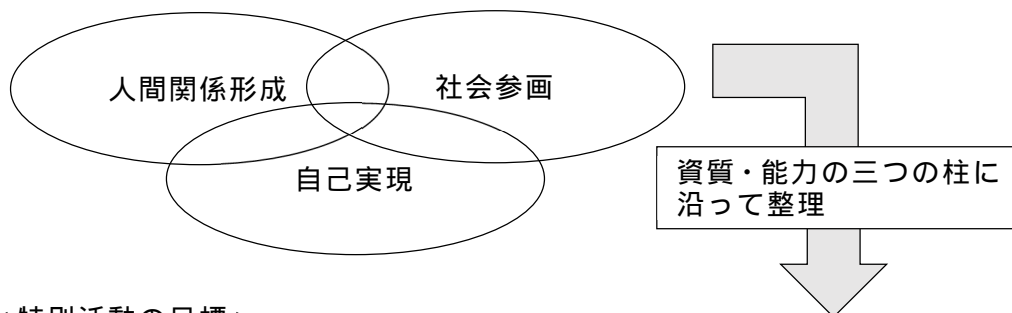 人間関係形成
社会参画
自己実現
資質・能力の三つの柱に
沿って整理